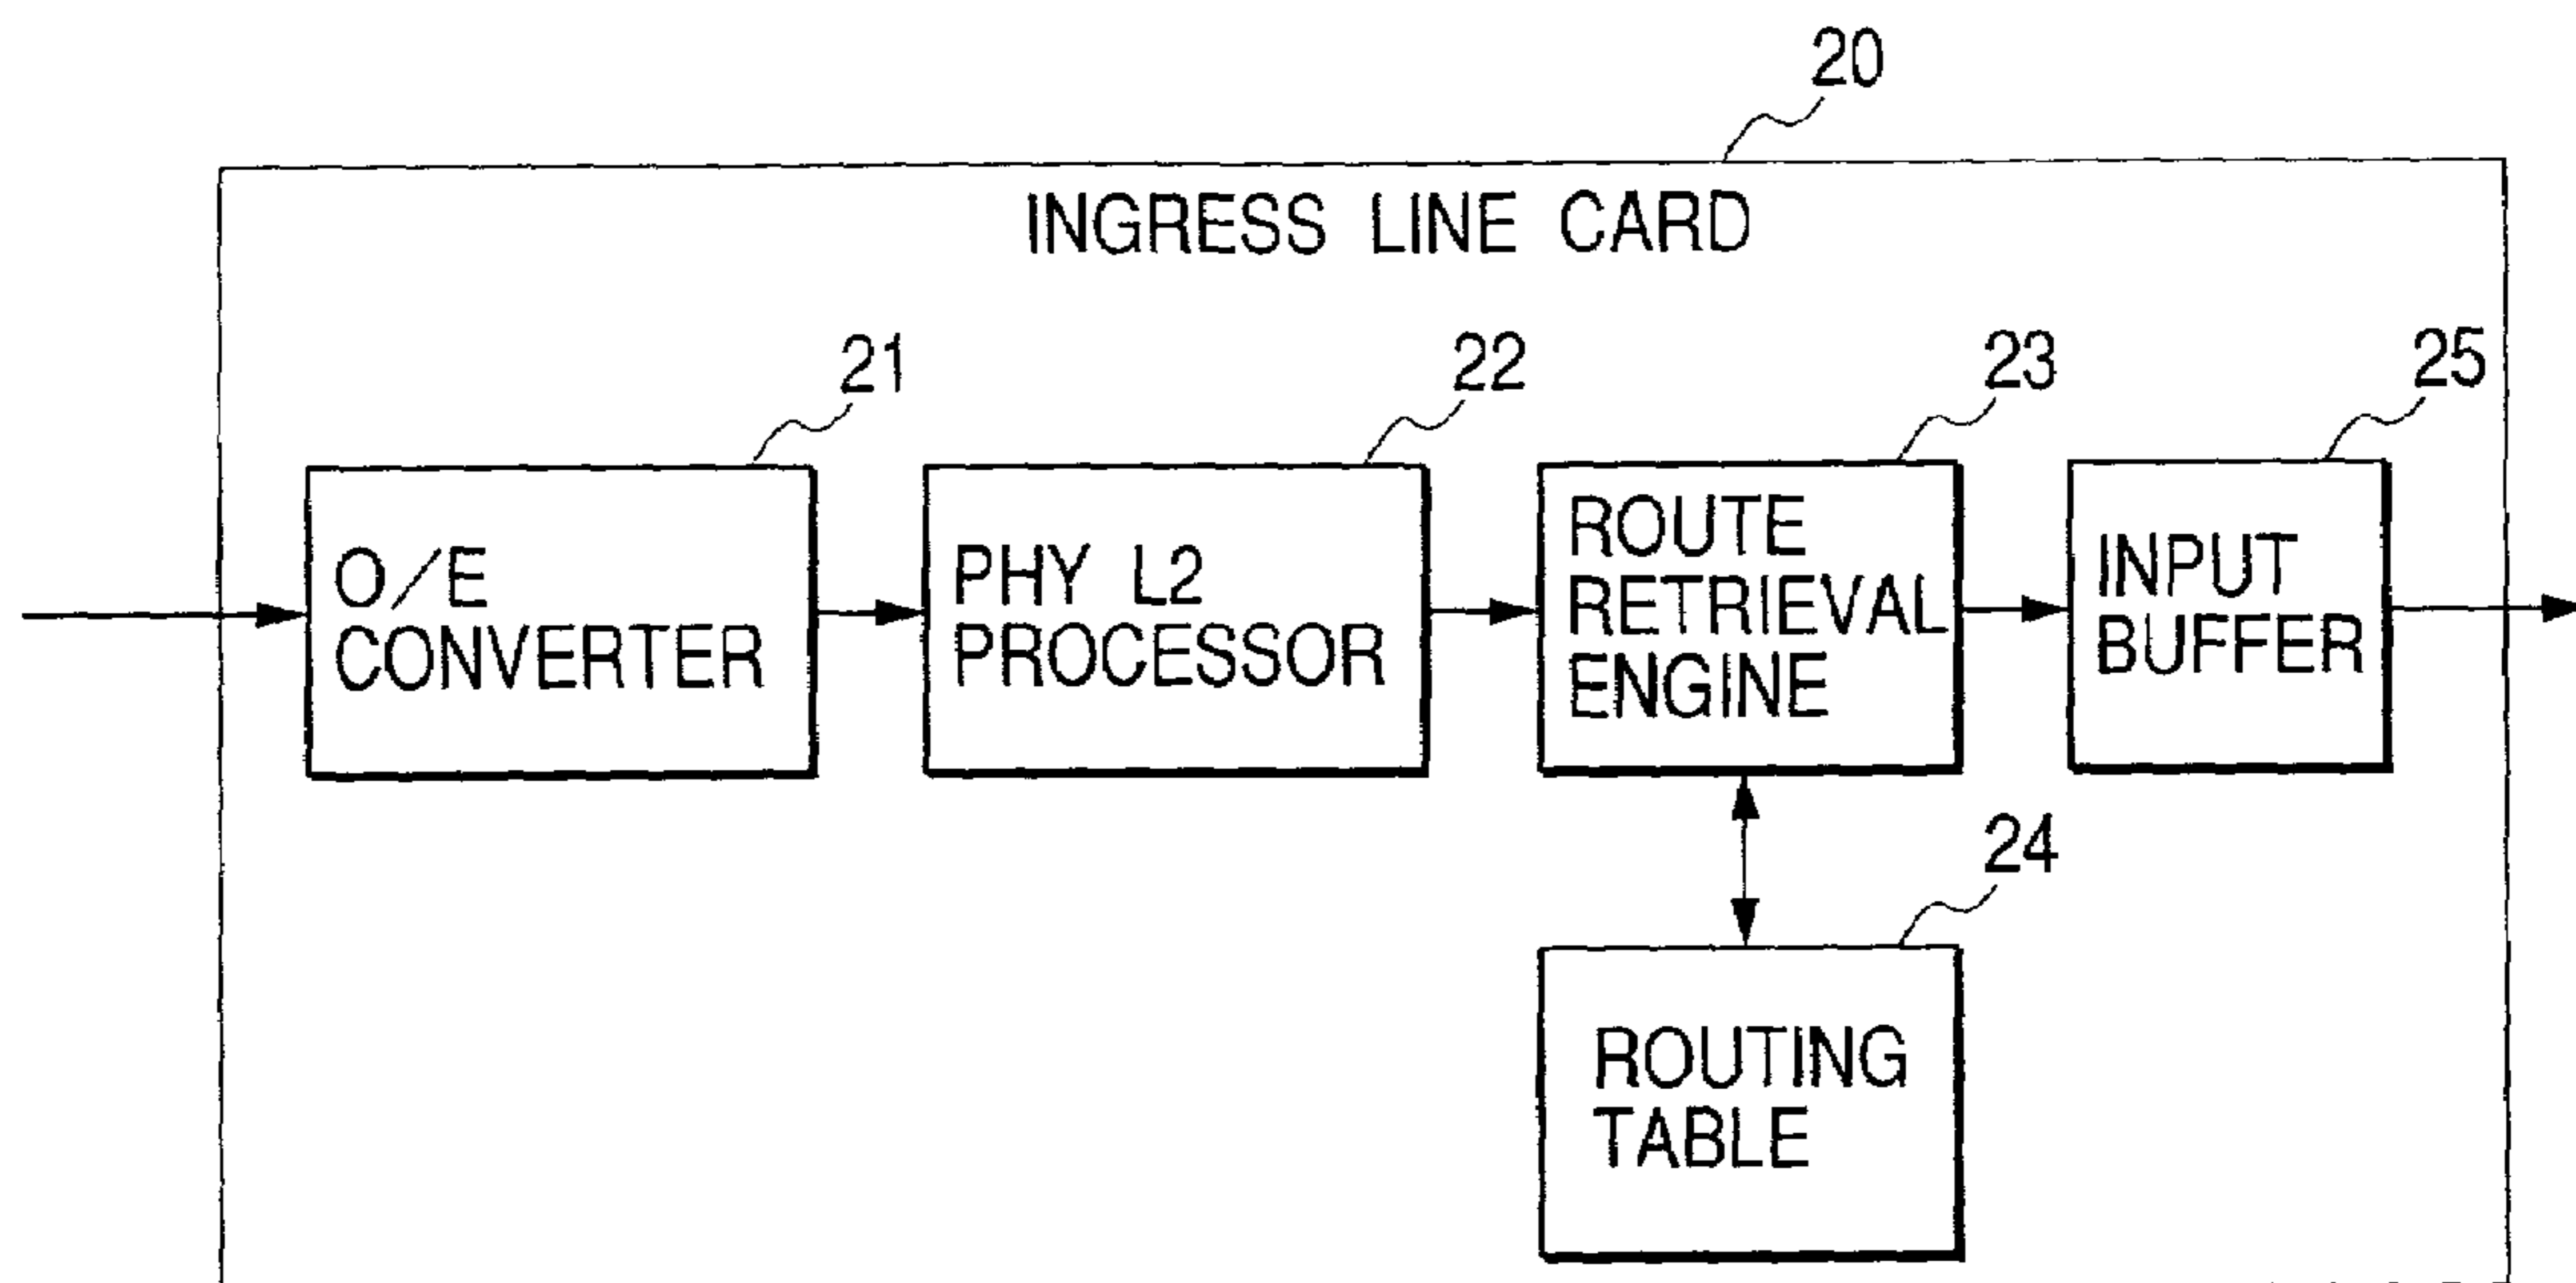 20
INGRESS LINE CARD
21
22
23
25
O/E
CONVERTER
PHY L2
PROCESSOR
ROUTE
RETRIEVAL
ENGINE
INPUT
BUFFER
24
ROUTING
TABLE